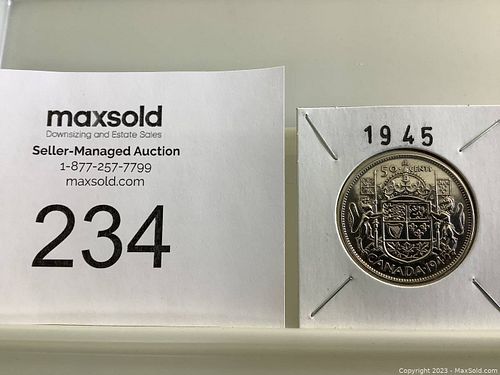 maxsold
Downsizing and Estate Sales
Seller-Managed Auction
1-877-257-7799
maxsold.com
234
1945
50 CENTS
CANADA·1945
Copyright 2023 - MaxSold.com